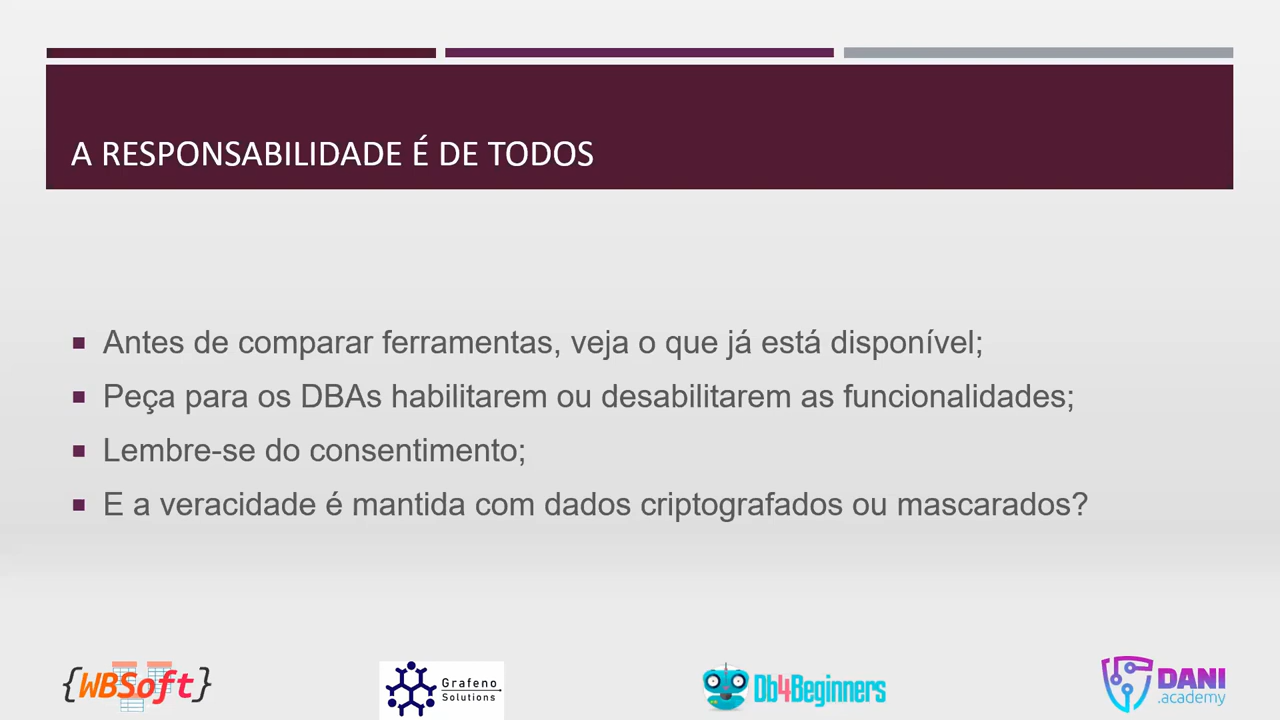 A RESPONSABILIDADE É DE TODOS
Antes de comparar ferramentas, veja o que já está disponível;
Peça para os DBAs habilitarem ou desabilitarem as funcionalidades;
Lembre-se do consentimento;
E a veracidade é mantida com dados criptografados ou mascarados?
{WBSoft}
Grafeno
Solutions
Db4Beginners
DANI
.academy